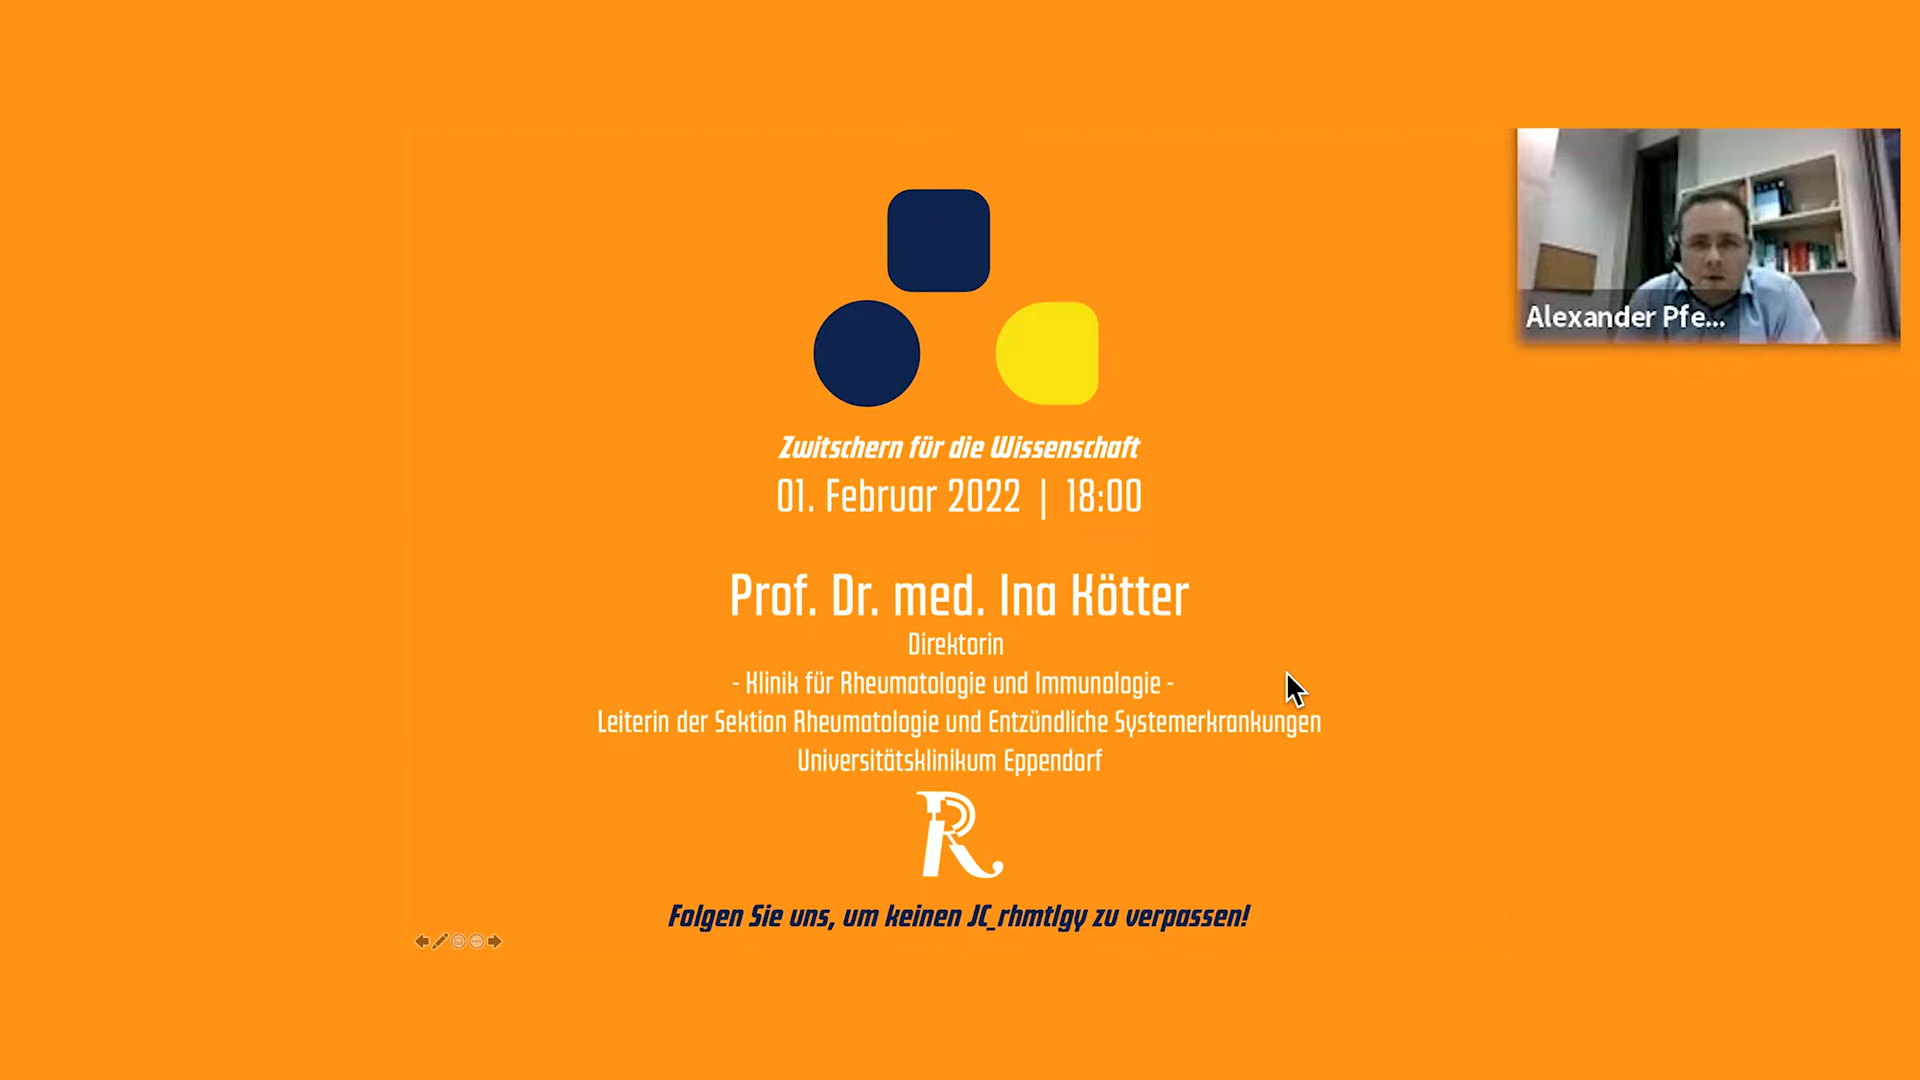 Zwitschern für die Wissenschaft
01. Februar 2022 | 18:00
Prof. Dr. med. Ina Kötter
Direktorin
- Klinik für Rheumatologie und Immunologie -
Leiterin der Sektion Rheumatologie und Entzündliche Systemerkrankungen
Universitätsklinikum Eppendorf
R
Folgen Sie uns, um keinen JC_rhmtlgy zu verpassen!
Alexander Pfe...